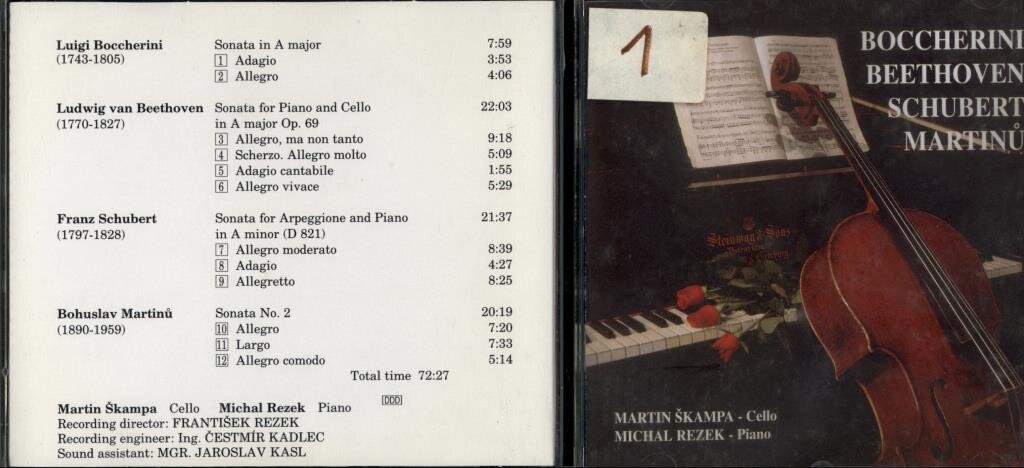 Luigi Boccherini Sonata in A major 7:59
(1743-1805) 1 Adagio 3:53
2 Allegro 4:06
Ludwig van Beethoven Sonata for Piano and Cello 22:03
(1770-1827) in A major Op. 69
3 Allegro, ma non tanto 9:18
4 Scherzo. Allegro molto 5:09
5 Adagio cantabile 1:55
6 Allegro vivace 5:29
Franz Schubert Sonata for Arpeggione and Piano 21:37
(1797-1828) in A minor (D 821)
7 Allegro moderato 8:39
8 Adagio 4:27
9 Allegretto 8:25
Bohuslav Martinů Sonata No. 2 20:19
(1890-1959) 10 Allegro 7:20
11 Largo 7:33
12 Allegro comodo 5:14
Total time 72:27
DDD
Martin Škampa Cello Michal Rezek Piano
Recording director: FRANTIŠEK REZEK
Recording engineer: Ing. ČESTMÍR KADLEC
Sound assistant: MGR. JAROSLAV KASL
1
BOCCHERINI
BEETHOVEN
SCHUBERT
MARTINŮ
Steinway & Sons
MARTIN ŠKAMPA - Cello
MICHAL REZEK - Piano